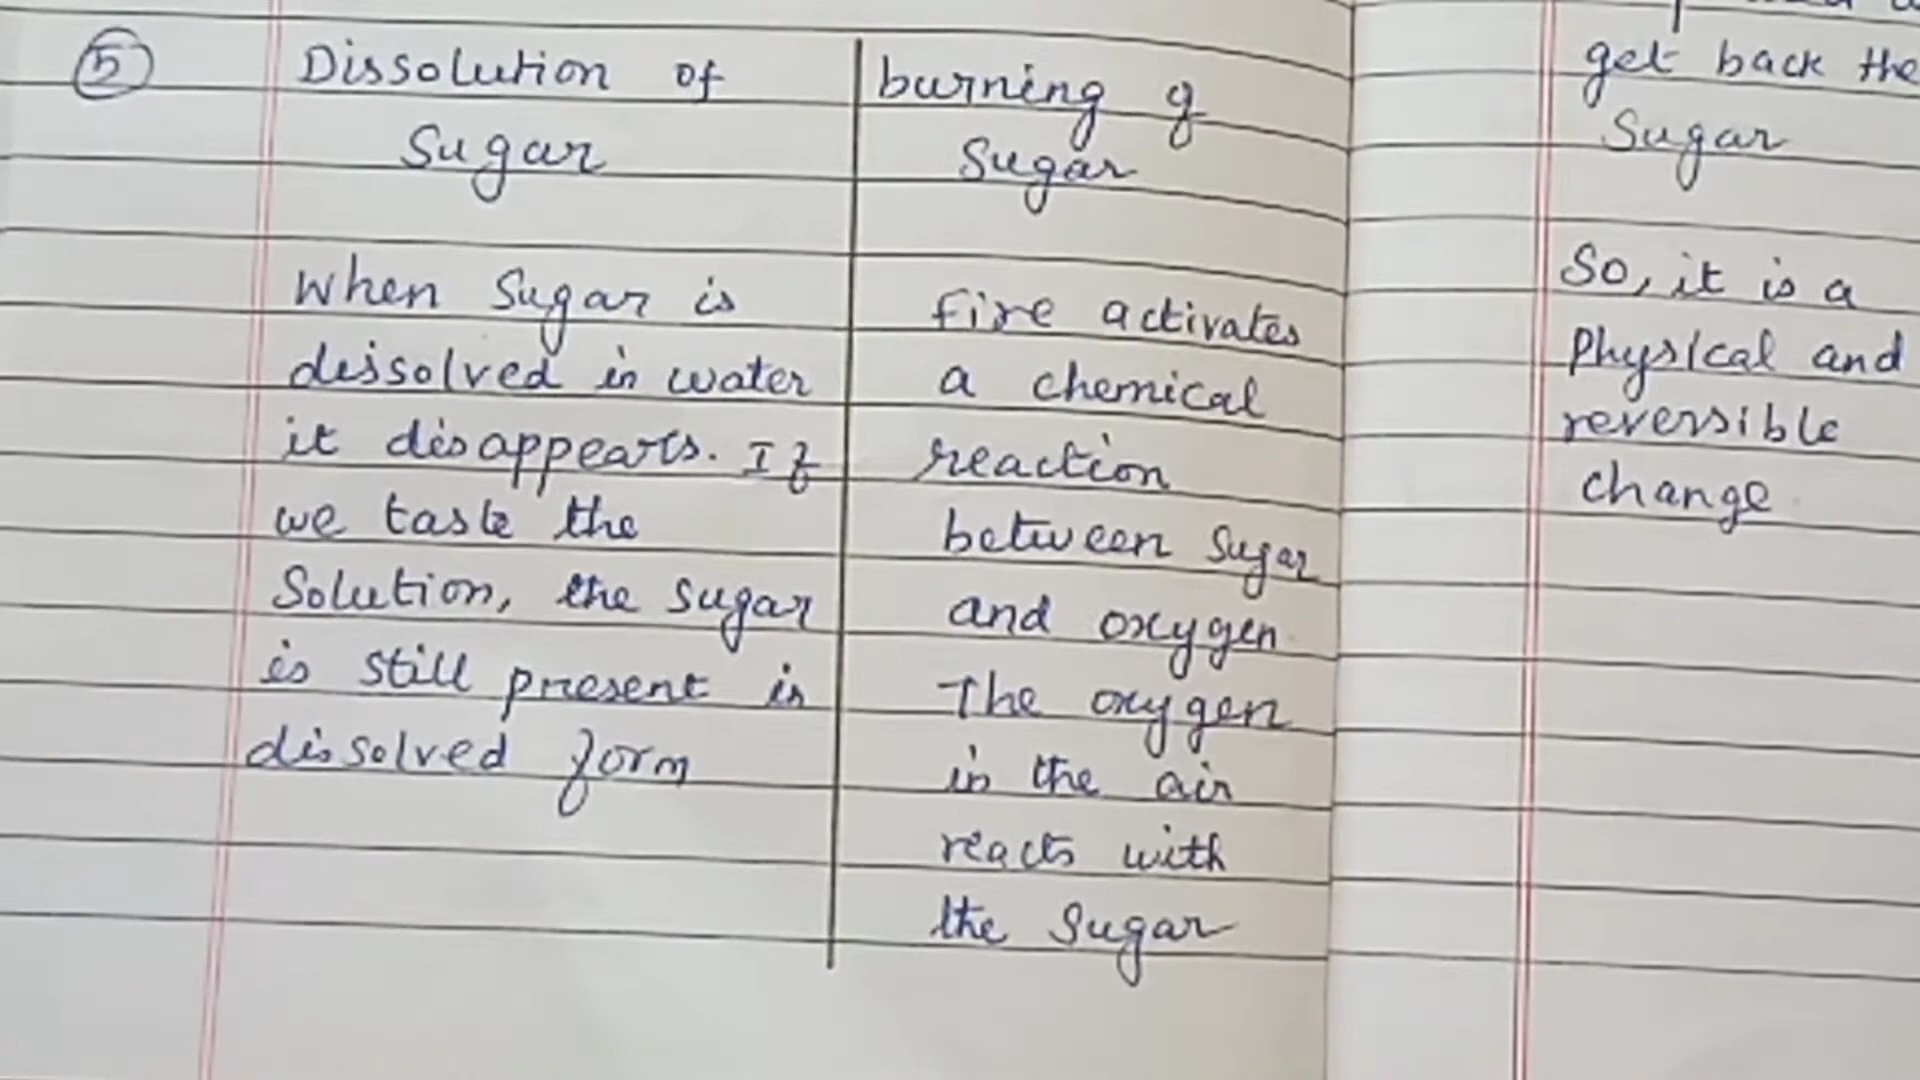 5
Dissolution of
Sugar
When Sugar is
dissolved in water
it disappears. If
we taste the
Solution, the sugar
is still present in
dissolved form
burning of
Sugar
Fire activates
a chemical
reaction
between Sugar
and oxygen
The oxygen
in the air
reacts with
the Sugar
get back the
Sugar
So, it is a
Physical and
reversible
change